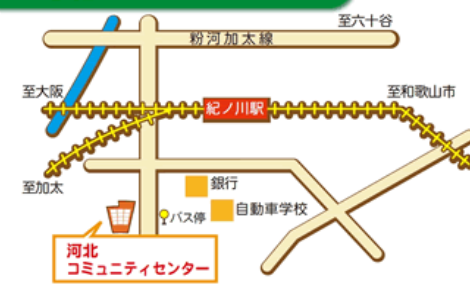 至六十谷
粉河加太線
至大阪
至和歌山市
紀ノ川駅
至加太
銀行
自動車学校
バス停
河北
コミュニティセンター